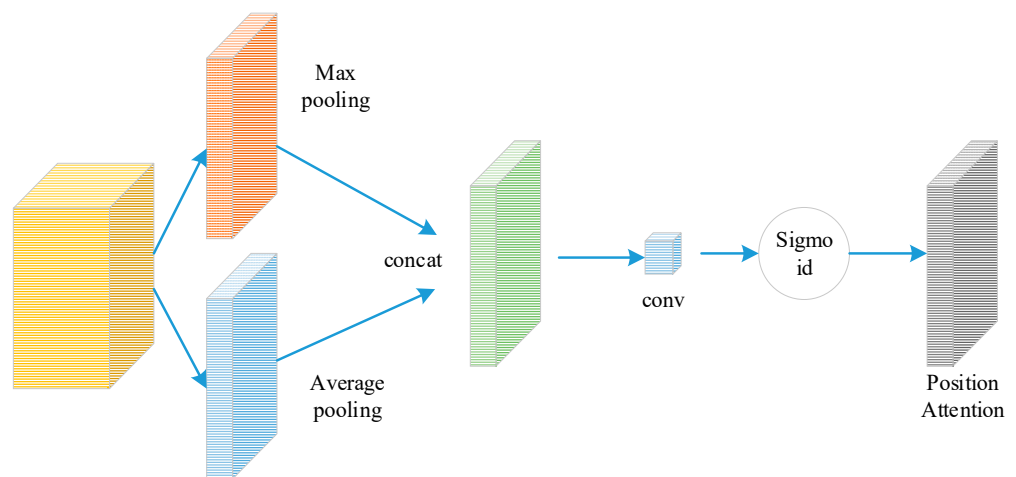 Max
pooling
concat
Average
pooling
conv
Sigmo
id
Position
Attention